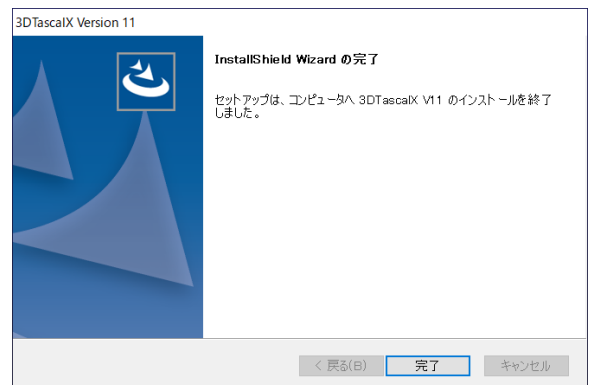 3DTascalX Version 11
InstallShield Wizard の完了
セットアップは、コンピュータへ 3DTascalX V11 のインストールを終了
しました。
< 戻る(B)
完了
キャンセル